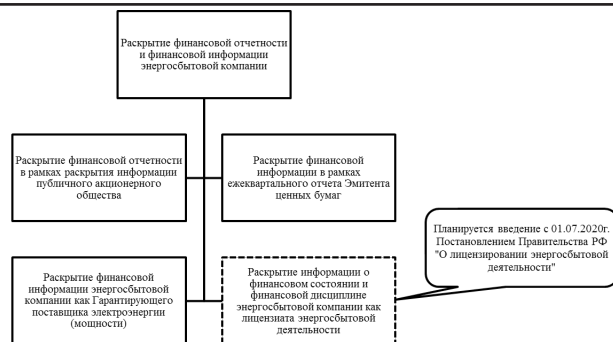 Раскрытие финансовой отчетности
и финансовой информации
энергосбытовой компании
Раскрытие финансовой отчетности
в рамках раскрытия информации
публичного акционерного
общества
Раскрытие финансовой
информации в рамках
ежеквартального отчета Эмитента
ценных бумаг
Планируется введение с 01.07.2020г.
Постановлением Правительства РФ
"О лицензировании энергосбытовой
деятельности"
Раскрытие финансовой
информации энергосбытовой
компании как Гарантирующего
поставщика электроэнергии
(мощности)
Раскрытие информации о
финансовом состоянии и
финансовой дисциплине
энергосбытовой компании как
лицензиата энергосбытовой
деятельности